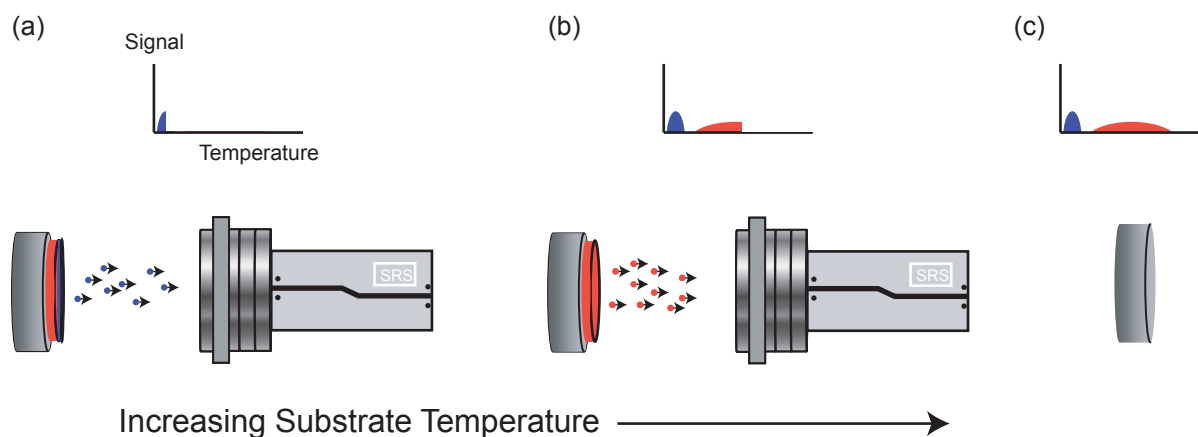 (a)
Signal
Temperature
SRS
(b)
SRS
(c)
Increasing Substrate Temperature